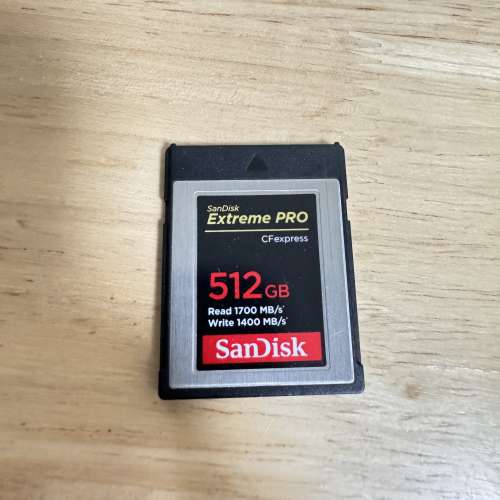 SanDisk
Extreme PRO
CFexpress
512GB
Read 1700 MB/s*
Write 1400 MB/s*
SanDisk